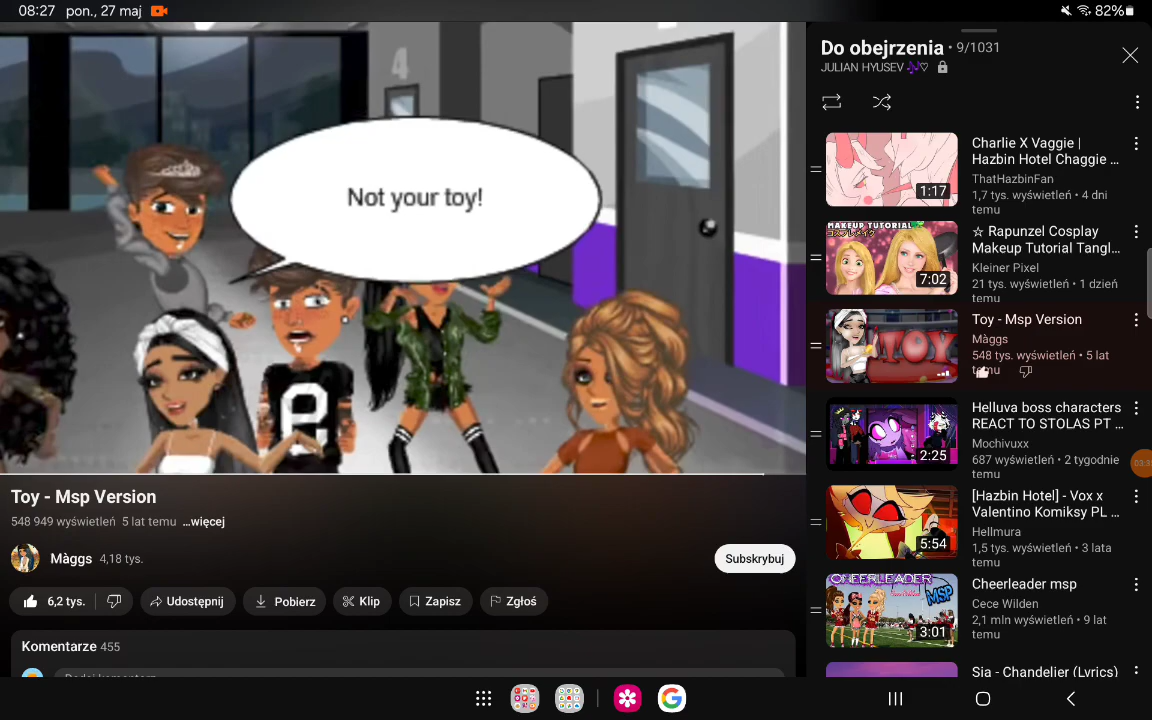 08:27 pon., 27 maj
82%
4
Not your toy!
Toy - Msp Version
548 949 wyświetleń 5 lat temu ...więcej
Màggs 4,18 tys.
Subskrybuj
6,2 tys.
Udostępnij
Pobierz
Klip
Zapisz
Zgłoś
Komentarze 455
Do obejrzenia • 9/1031
JULIAN HYUSEV 🎶♡
1:17
Charlie X Vaggie |
Hazbin Hotel Chaggie ...
ThatHazbinFan
1,7 tys. wyświetleń • 4 dni
temu
MAKEUP TUTORIAL
コスプレメイク
7:02
☆ Rapunzel Cosplay
Makeup Tutorial Tangl...
Kleiner Pixel
21 tys. wyświetleń • 1 dzień
temu
TOY
Toy - Msp Version
Màggs
548 tys. wyświetleń • 5 lat
temu
2:25
Helluva boss characters
REACT TO STOLAS PT ...
Mochivuxx
687 wyświetleń • 2 tygodnie
temu
5:54
[Hazbin Hotel] - Vox x
Valentino Komiksy PL ...
Hellmura
1,5 tys. wyświetleń • 3 lata
temu
CHEERLEADER
MSP
3:01
Cheerleader msp
Cece Wilden
2,1 mln wyświetleń • 9 lat
temu
Sia - Chandelier (Lyrics)